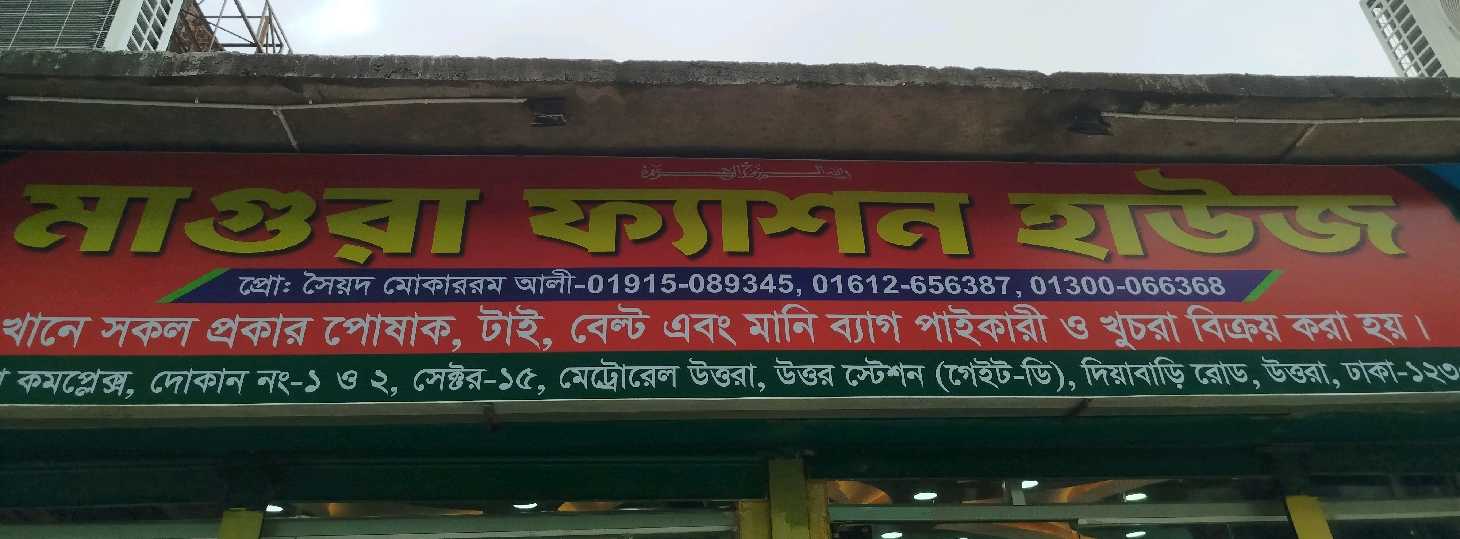 মাগুরা ফ্যাশন হাউজ
প্রো: সৈয়দ মোকাররম আলী-01915-089345, 01612-656387, 01300-066368
খানে সকল প্রকার পোষাক, টাই, বেল্ট এবং মানি ব্যাগ পাইকারী ও খুচরা বিক্রয় করা হয়।
কমপ্লেক্স, দোকান নং-১ ও ২, সেক্টর-১৫, মেট্রোরেল উত্তরা, উত্তর স্টেশন (গেইট-ডি), দিয়াবাড়ি রোড, উত্তরা, ঢাকা-১২৩